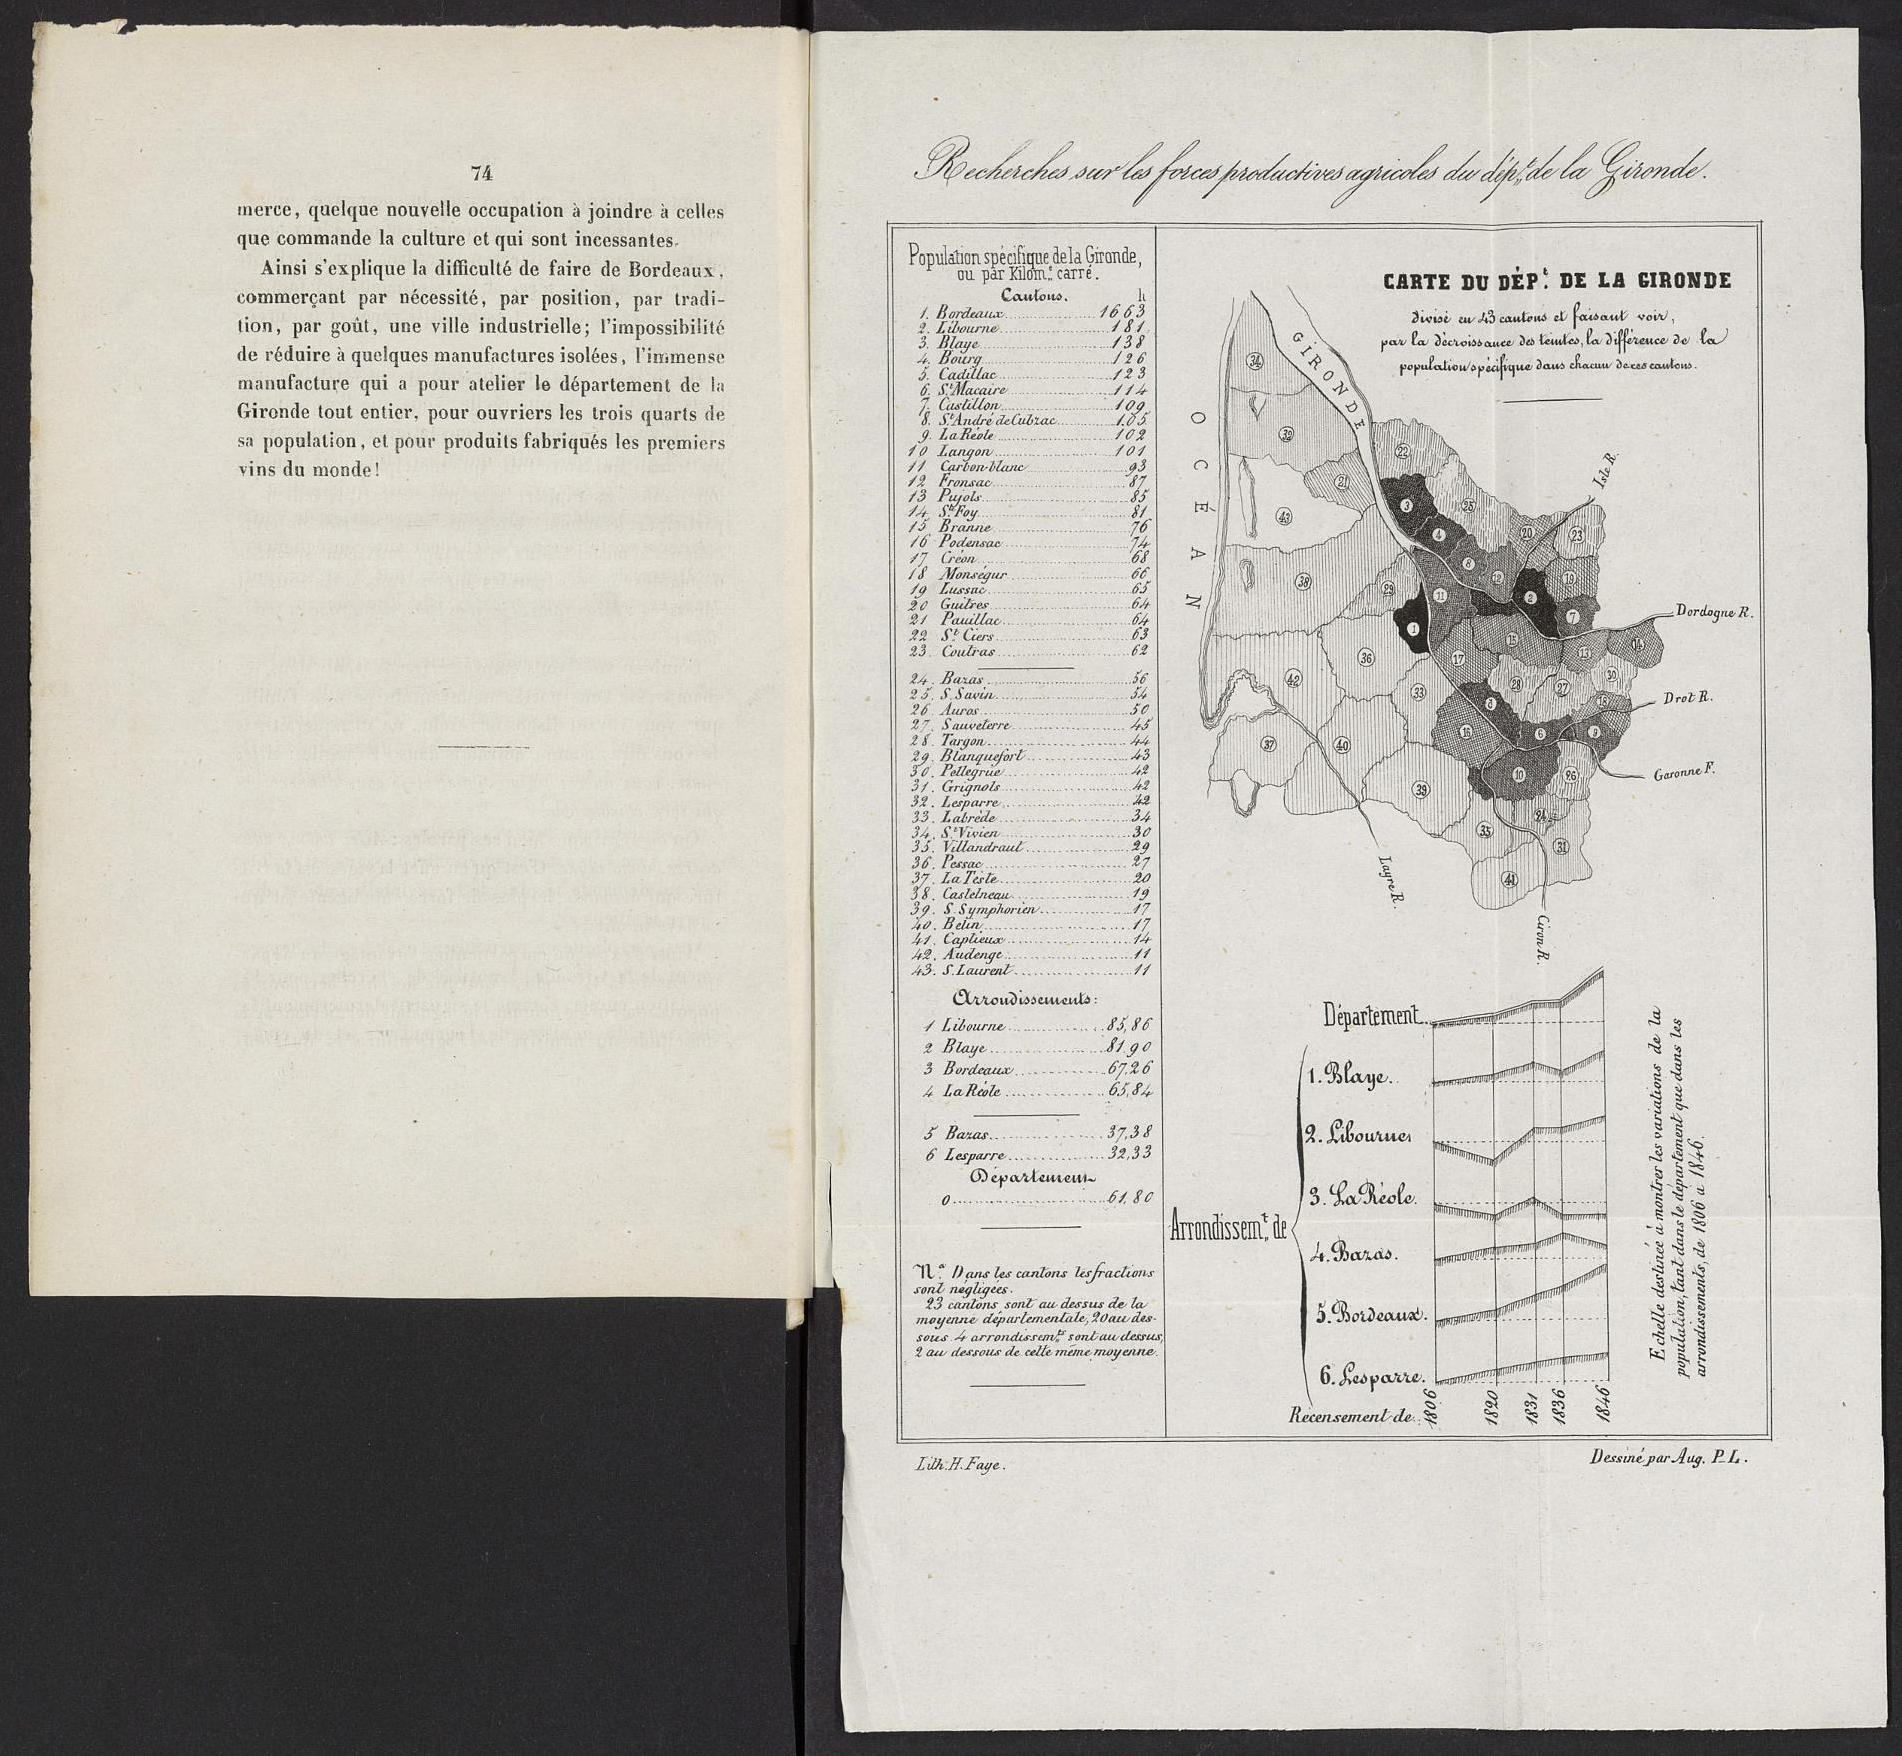 74
merce, quelque nouvelle occupation à joindre à celles
que commande la culture et qui sont incessantes.
Ainsi s'explique la difficulté de faire de Bordeaux,
commerçant par nécessité, par position, par tradi-
tion, par goût, une ville industrielle; l'impossibilité
de réduire à quelques manufactures isolées, l'immense
manufacture qui a pour atelier le département de la
Gironde tout entier, pour ouvriers les trois quarts de
sa population, et pour produits fabriqués les premiers
vins du monde!
Recherches sur les forces productives agricoles du dépt. de la Gironde.
Population spécifique de la Gironde,
ou par Kilom.e carré.
Cantons. h
1. Bordeaux 1663
2. Libourne 181
3. Blaye 138
4. Bourg 126
5. Cadillac 123
6. St Macaire 114
7. Castillon 109
8. St André de Cubzac 105
9. La Réole 102
10 Langon 101
11 Carbon-blanc 93
12 Fronsac 87
13 Pujols 85
14 Ste Foy 81
15 Branne 76
16 Podensac 74
17 Créon 68
18 Monségur 66
19 Lussac 65
20 Guitres 64
21 Pauillac 64
22 St Ciers 63
23. Coutras 62
24. Bazas 56
25. S. Savin 54
26. Auros 50
27. Sauveterre 45
28. Targon 44
29. Blanquefort 43
30. Pellegrue 42
31. Grignols 42
32. Lesparre 42
33. Labrède 34
34. St Vivien 30
35. Villandraut 29
36. Pessac 27
37. La Teste 20
38. Castelneau 19
39. S. Symphorien 17
40. Belin 17
41. Captieux 14
42. Audenge 11
43. S. Laurent 11
Arrondissements:
1 Libourne 85,86
2 Blaye 81,90
3 Bordeaux 67,26
4 La Réole 65,84
5 Bazas 37,38
6 Lesparre 32,33
Département
0 61,80
Na. Dans les cantons les fractions
sont négligées.
23 cantons sont au dessus de la
moyenne départementale, 20 au des-
sous 4 arrondissemts sont au dessus,
2 au dessous de cette même moyenne.
CARTE DU DÉPt. DE LA GIRONDE
divisé en 43 cantons et faisant voir,
par la décroissance des teintes, la différence de la
population spécifique dans chacun de ces cantons.
OCÉAN
GIRONDE
Isle R.
Dordogne R.
Drot R.
Garonne F.
Layre R.
Ciron R.
34
32
21
43
22
3
25
4
20
23
8
12
2
19
38
29
11
7
1
15
14
13
36
17
30
42
28
27
33
18
16
6
9
37
40
10
26
39
24
35
31
41
Département
Arrondissem.t de
1. Blaye.
2. Libourne
3. La Réole.
4. Bazas.
5. Bordeaux.
6. Lesparre.
Recensement de 1806 1820 1831 1836 1846
Echelle destinée à montrer les variations de la
population, tant dans le département que dans les
arrondissements, de 1806 a 1846.
Lith. H. Faye.
Dessiné par Aug. P-L.